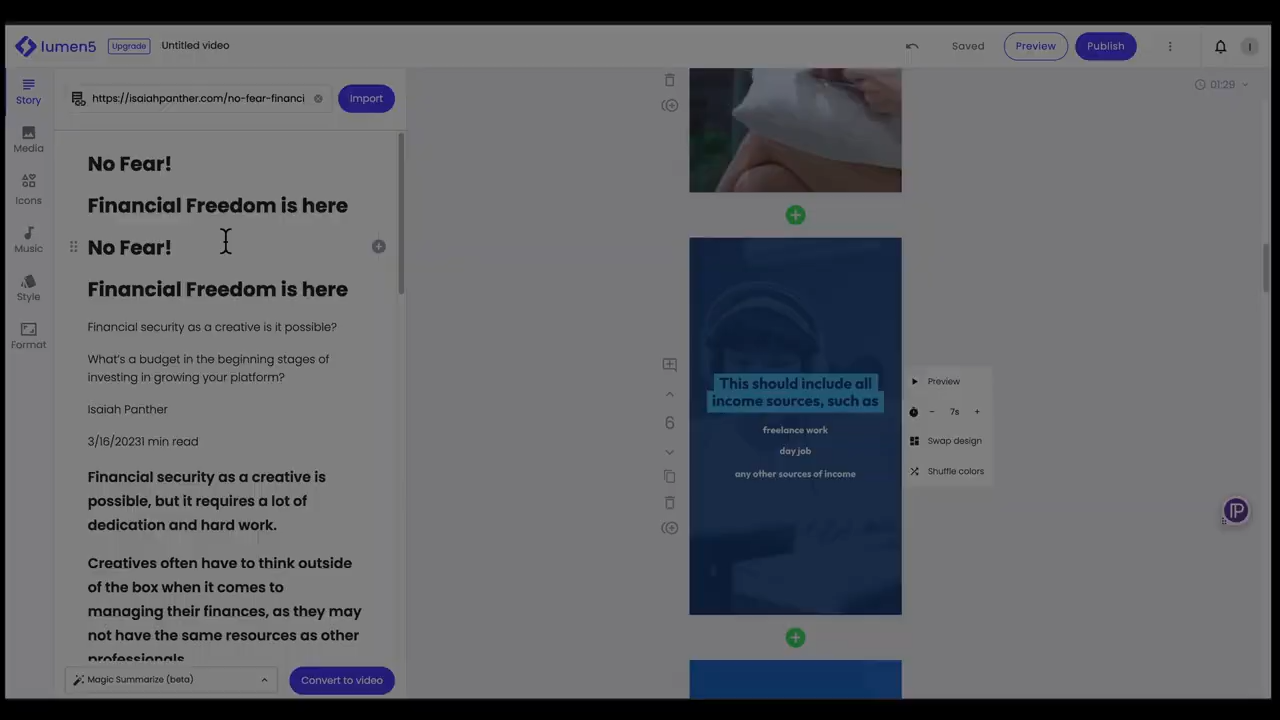 lumen5
Upgrade
Untitled video
Saved
Preview
Publish
I
Story
Media
Icons
Music
Style
Format
https://isaiahpanther.com/no-fear-financi
Import
No Fear!
Financial Freedom is here
No Fear!
Financial Freedom is here
Financial security as a creative is it possible?
What's a budget in the beginning stages of
investing in growing your platform?
Isaiah Panther
3/16/20231 min read
Financial security as a creative is
possible, but it requires a lot of
dedication and hard work.
Creatives often have to think outside
of the box when it comes to
managing their finances, as they may
not have the same resources as other
professionals
Magic Summarize (beta)
Convert to video
01:29
6
This should include all
income sources, such as
freelance work
day job
any other sources of income
Preview
− 7s +
Swap design
Shuffle colors